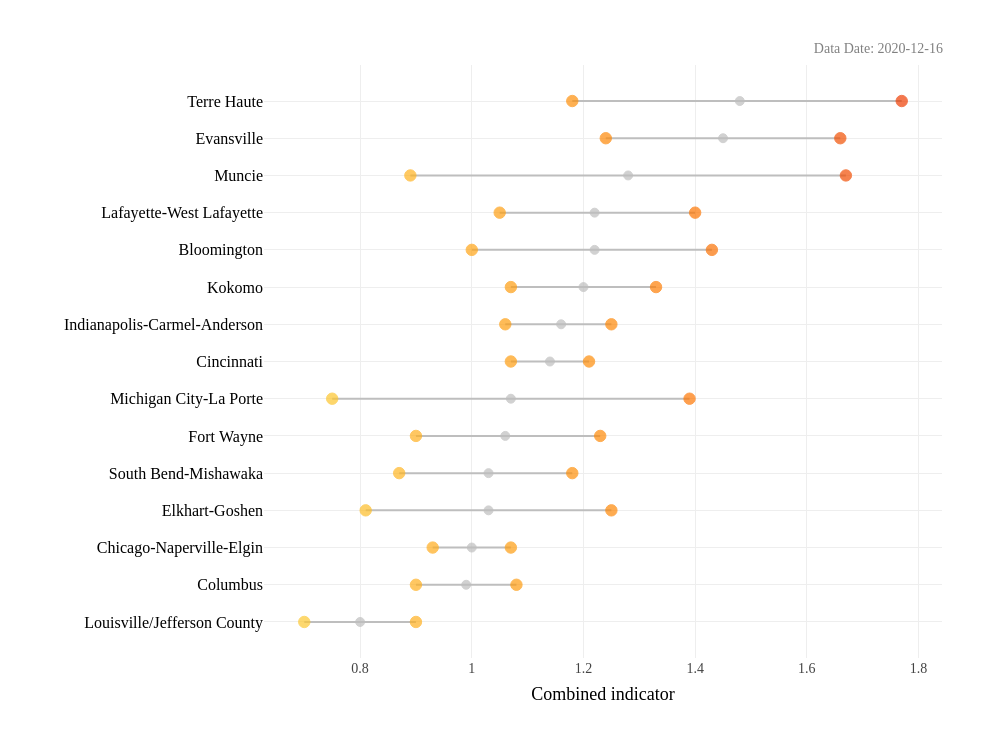 Data Date: 2020-12-16
Terre Haute
Evansville
Muncie
Lafayette-West Lafayette
Bloomington
Kokomo
Indianapolis-Carmel-Anderson
Cincinnati
Michigan City-La Porte
Fort Wayne
South Bend-Mishawaka
Elkhart-Goshen
Chicago-Naperville-Elgin
Columbus
Louisville/Jefferson County
0.8 1 1.2 1.4 1.6 1.8
Combined indicator